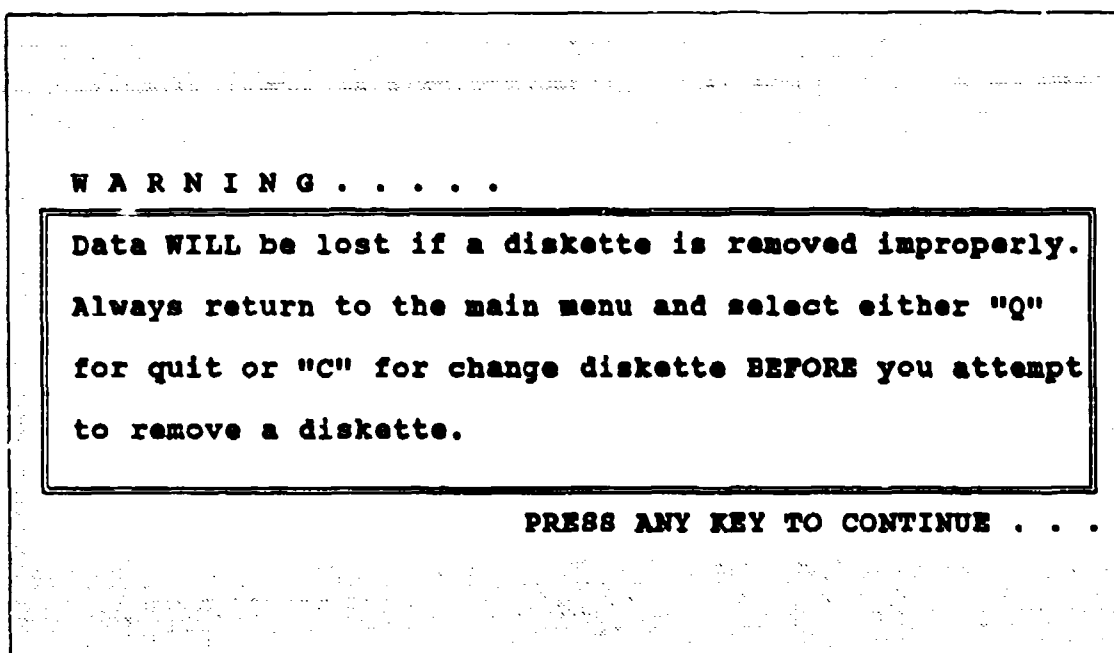 W A R N I N G . . . . .
Data WILL be lost if a diskette is removed improperly.
Always return to the main menu and select either "Q"
for quit or "C" for change diskette BEFORE you attempt
to remove a diskette.
PRESS ANY KEY TO CONTINUE . . .